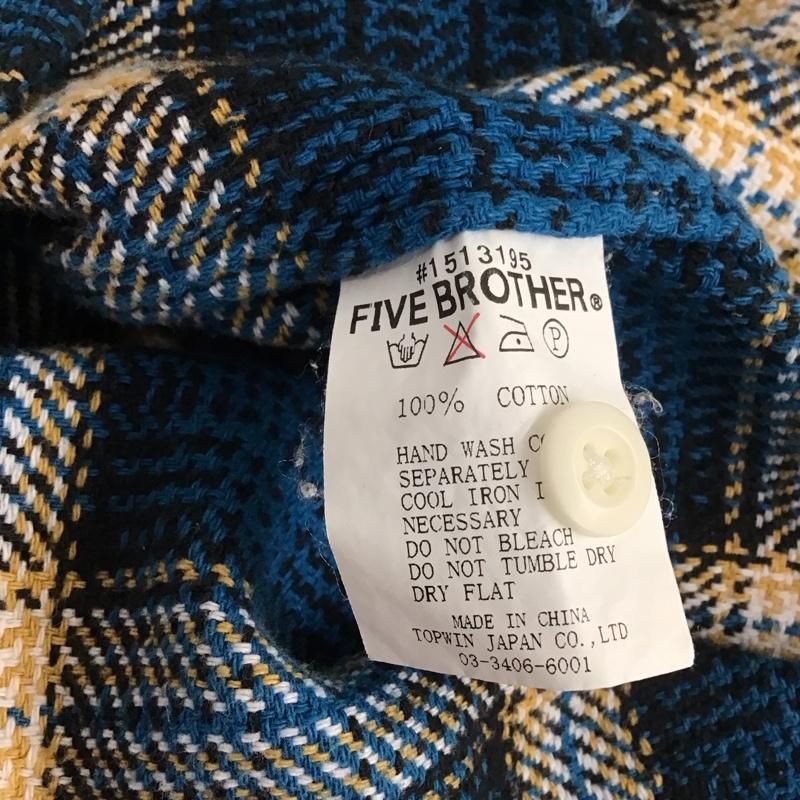 #1513195
FIVE BROTHER®
P
100% COTTON
HAND WASH
SEPARATELY
COOL IRON
NECESSARY
DO NOT BLEACH
DO NOT TUMBLE DRY
DRY FLAT
MADE IN CHINA
TOPWIN JAPAN CO.,LTD
03-3406-6001